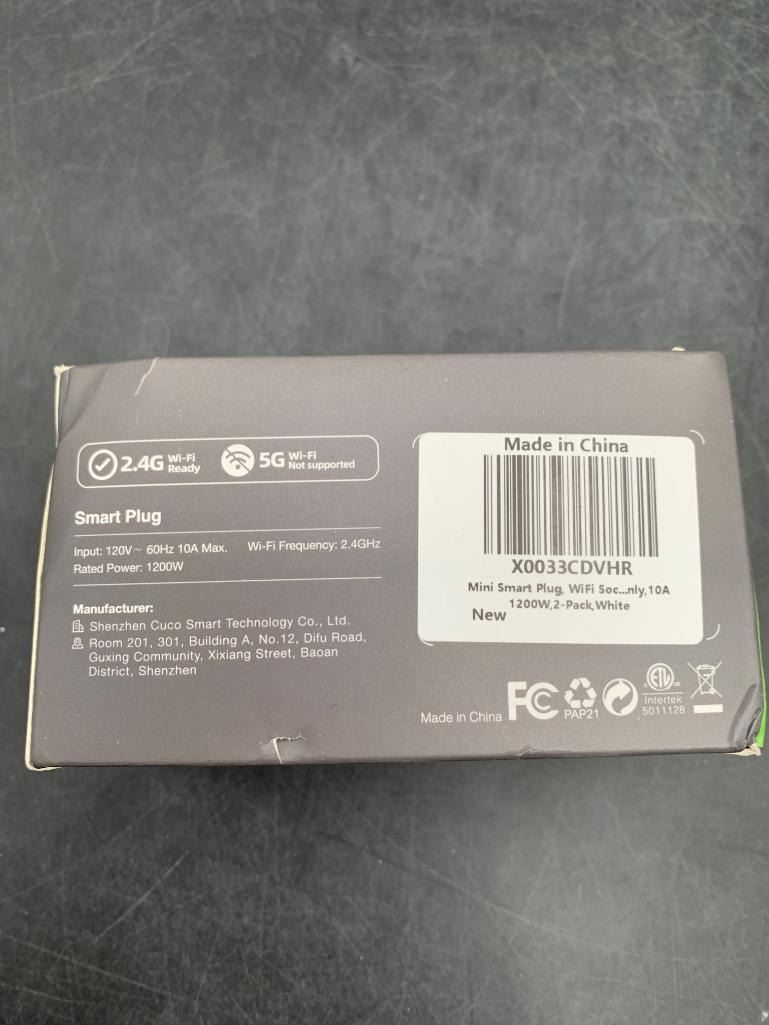 2.4G Wi-Fi Ready
5G Wi-Fi Not supported
Smart Plug
Input: 120V~ 60Hz 10A Max. Wi-Fi Frequency: 2.4GHz
Rated Power: 1200W
Manufacturer:
Shenzhen Cuco Smart Technology Co., Ltd.
Room 201, 301, Building A, No.12, Difu Road,
Guxing Community, Xixiang Street, Baoan
District, Shenzhen
Made in China
X0033CDVHR
Mini Smart Plug, WiFi Soc...nly,10A
1200W,2-Pack,White
New
Made in China
FC
PAP21
ETL
c us
Intertek
5011128